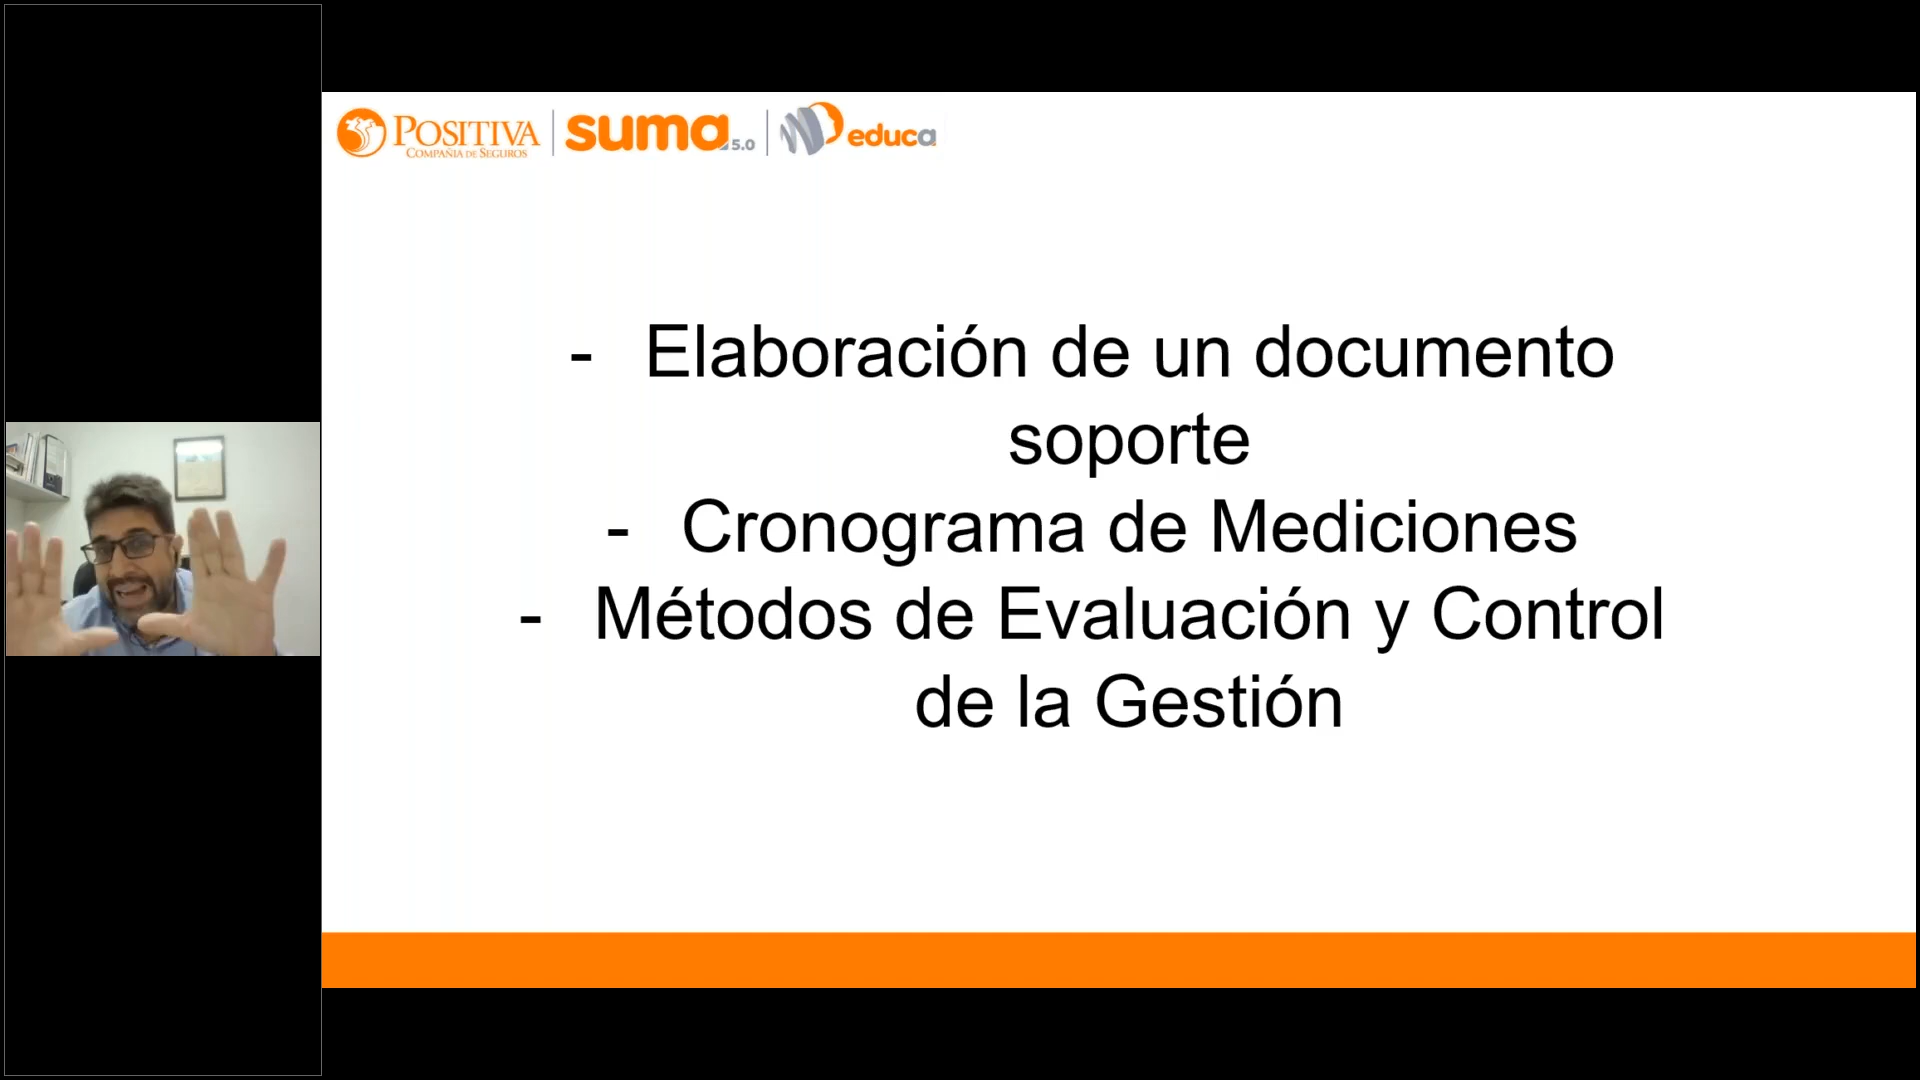 POSITIVA
COMPAÑIA DE SEGUROS
suma 5.0
educa
- Elaboración de un documento
soporte
- Cronograma de Mediciones
- Métodos de Evaluación y Control
de la Gestión